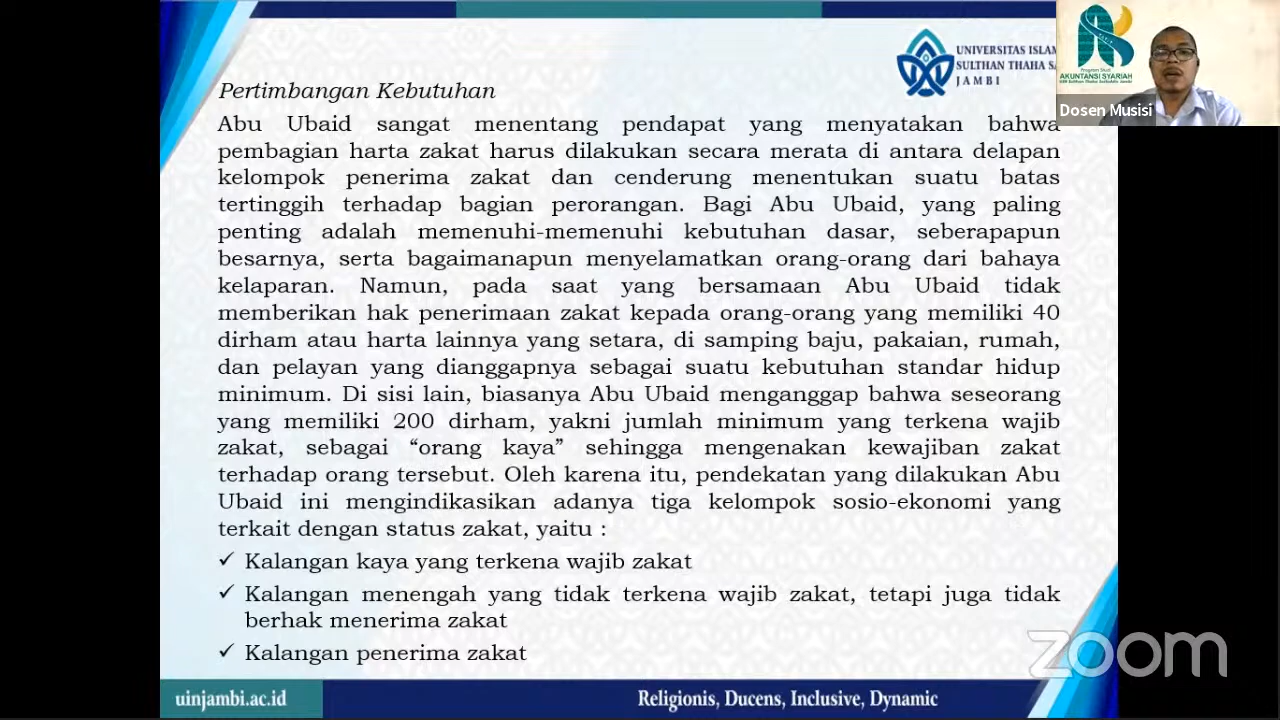 UNIVERSITAS ISLAM
SULTHAN THAHA SA
JAMBI
Program Studi
AKUNTANSI SYARIAH
UIN Sulthan Thaha Saifuddin Jambi
Dosen Musisi
Pertimbangan Kebutuhan
Abu Ubaid sangat menentang pendapat yang menyatakan bahwa
pembagian harta zakat harus dilakukan secara merata di antara delapan
kelompok penerima zakat dan cenderung menentukan suatu batas
tertinggih terhadap bagian perorangan. Bagi Abu Ubaid, yang paling
penting adalah memenuhi-memenuhi kebutuhan dasar, seberapapun
besarnya, serta bagaimanapun menyelamatkan orang-orang dari bahaya
kelaparan. Namun, pada saat yang bersamaan Abu Ubaid tidak
memberikan hak penerimaan zakat kepada orang-orang yang memiliki 40
dirham atau harta lainnya yang setara, di samping baju, pakaian, rumah,
dan pelayan yang dianggapnya sebagai suatu kebutuhan standar hidup
minimum. Di sisi lain, biasanya Abu Ubaid menganggap bahwa seseorang
yang memiliki 200 dirham, yakni jumlah minimum yang terkena wajib
zakat, sebagai “orang kaya” sehingga mengenakan kewajiban zakat
terhadap orang tersebut. Oleh karena itu, pendekatan yang dilakukan Abu
Ubaid ini mengindikasikan adanya tiga kelompok sosio-ekonomi yang
terkait dengan status zakat, yaitu :
✓ Kalangan kaya yang terkena wajib zakat
✓ Kalangan menengah yang tidak terkena wajib zakat, tetapi juga tidak
berhak menerima zakat
✓ Kalangan penerima zakat
zoom
uinjambi.ac.id
Religionis, Ducens, Inclusive, Dynamic